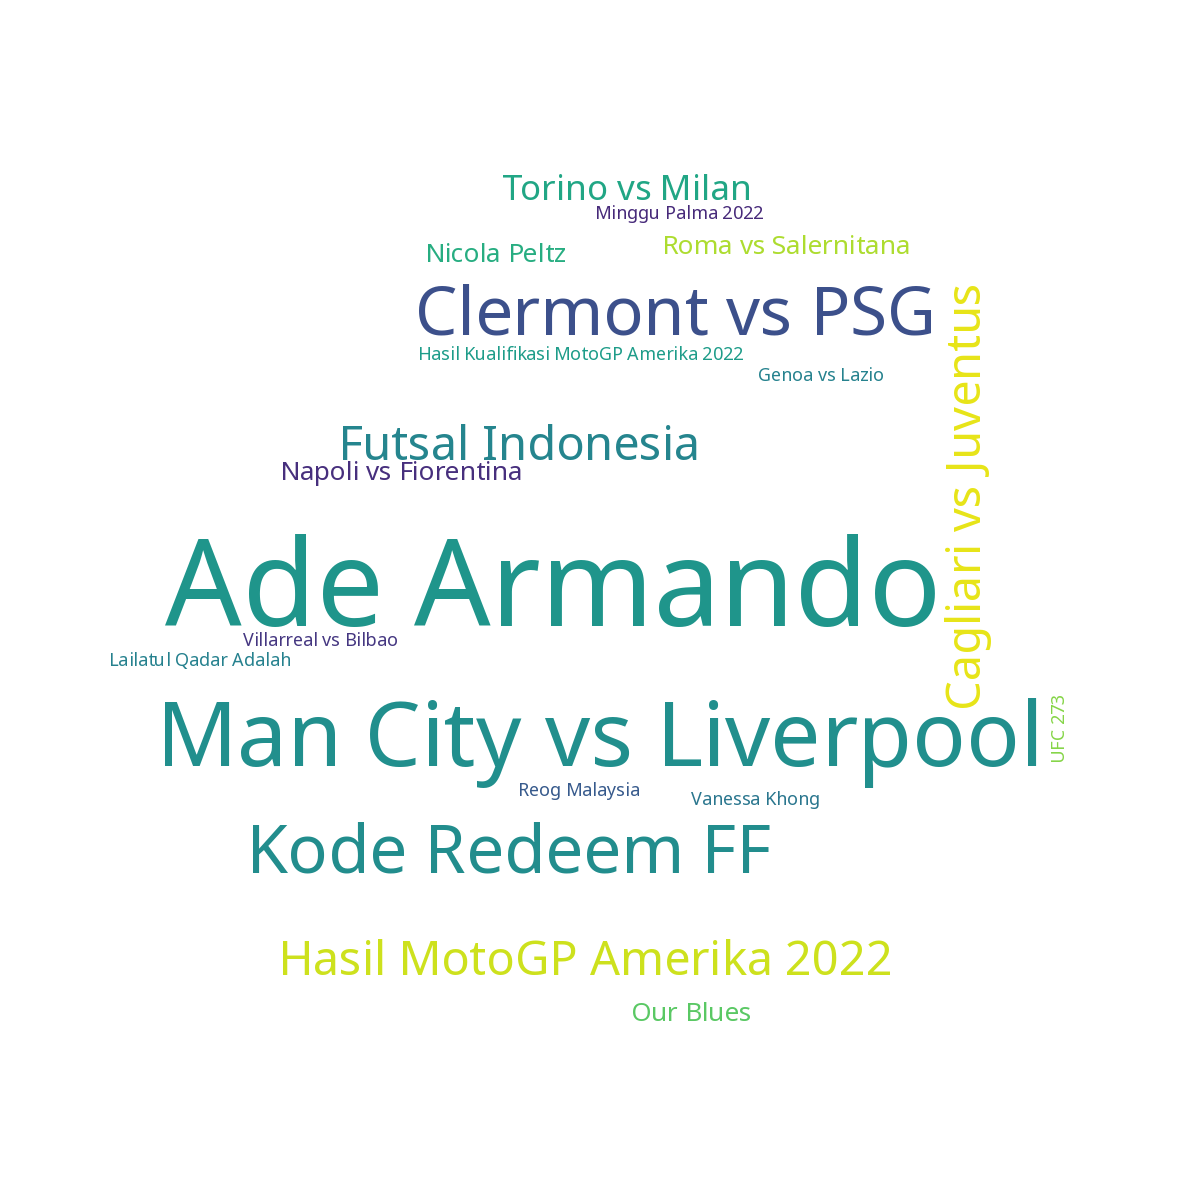 Torino vs Milan
Minggu Palma 2022
Nicola Peltz
Roma vs Salernitana
Clermont vs PSG
Cagliari vs Juventus
Hasil Kualifikasi MotoGP Amerika 2022
Genoa vs Lazio
Futsal Indonesia
Napoli vs Fiorentina
Ade Armando
Villarreal vs Bilbao
Lailatul Qadar Adalah
Man City vs Liverpool
UFC 273
Reog Malaysia
Vanessa Khong
Kode Redeem FF
Hasil MotoGP Amerika 2022
Our Blues